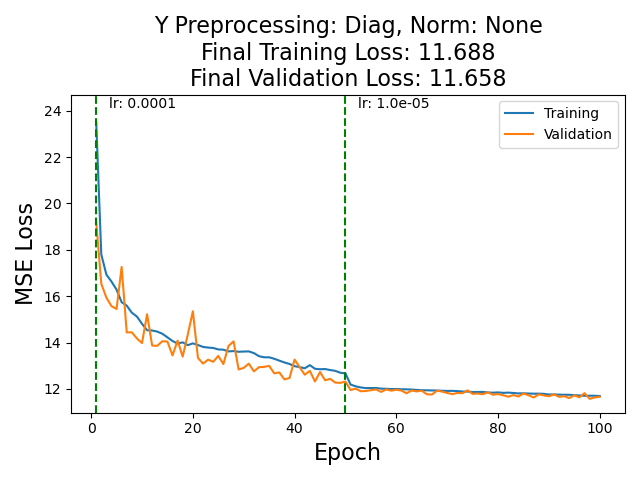 Y Preprocessing: Diag, Norm: None
Final Training Loss: 11.688
Final Validation Loss: 11.658
lr: 0.0001
lr: 1.0e-05
Training
Validation
MSE Loss
24
22
20
18
16
14
12
0
20
40
60
80
100
Epoch